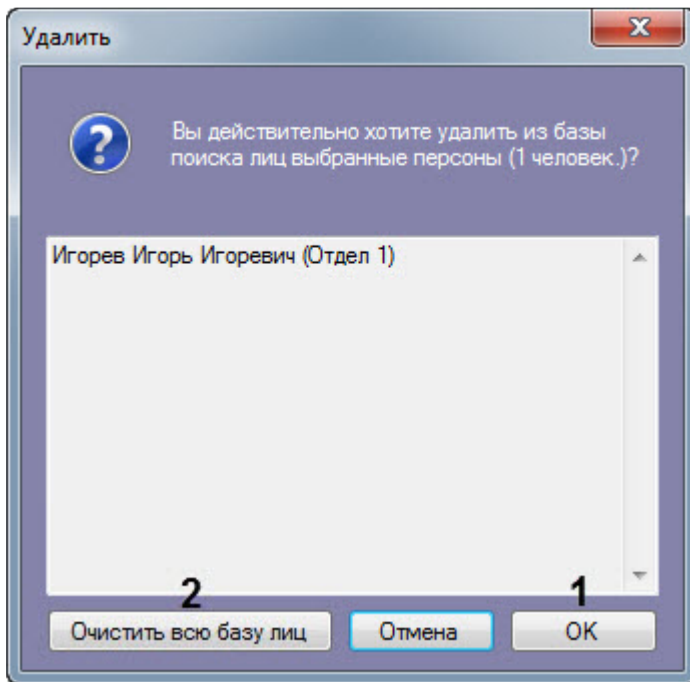 Удалить
Вы действительно хотите удалить из базы
поиска лиц выбранные персоны (1 человек.)?
Игорев Игорь Игоревич (Отдел 1)
2 1
Очистить всю базу лиц Отмена OK